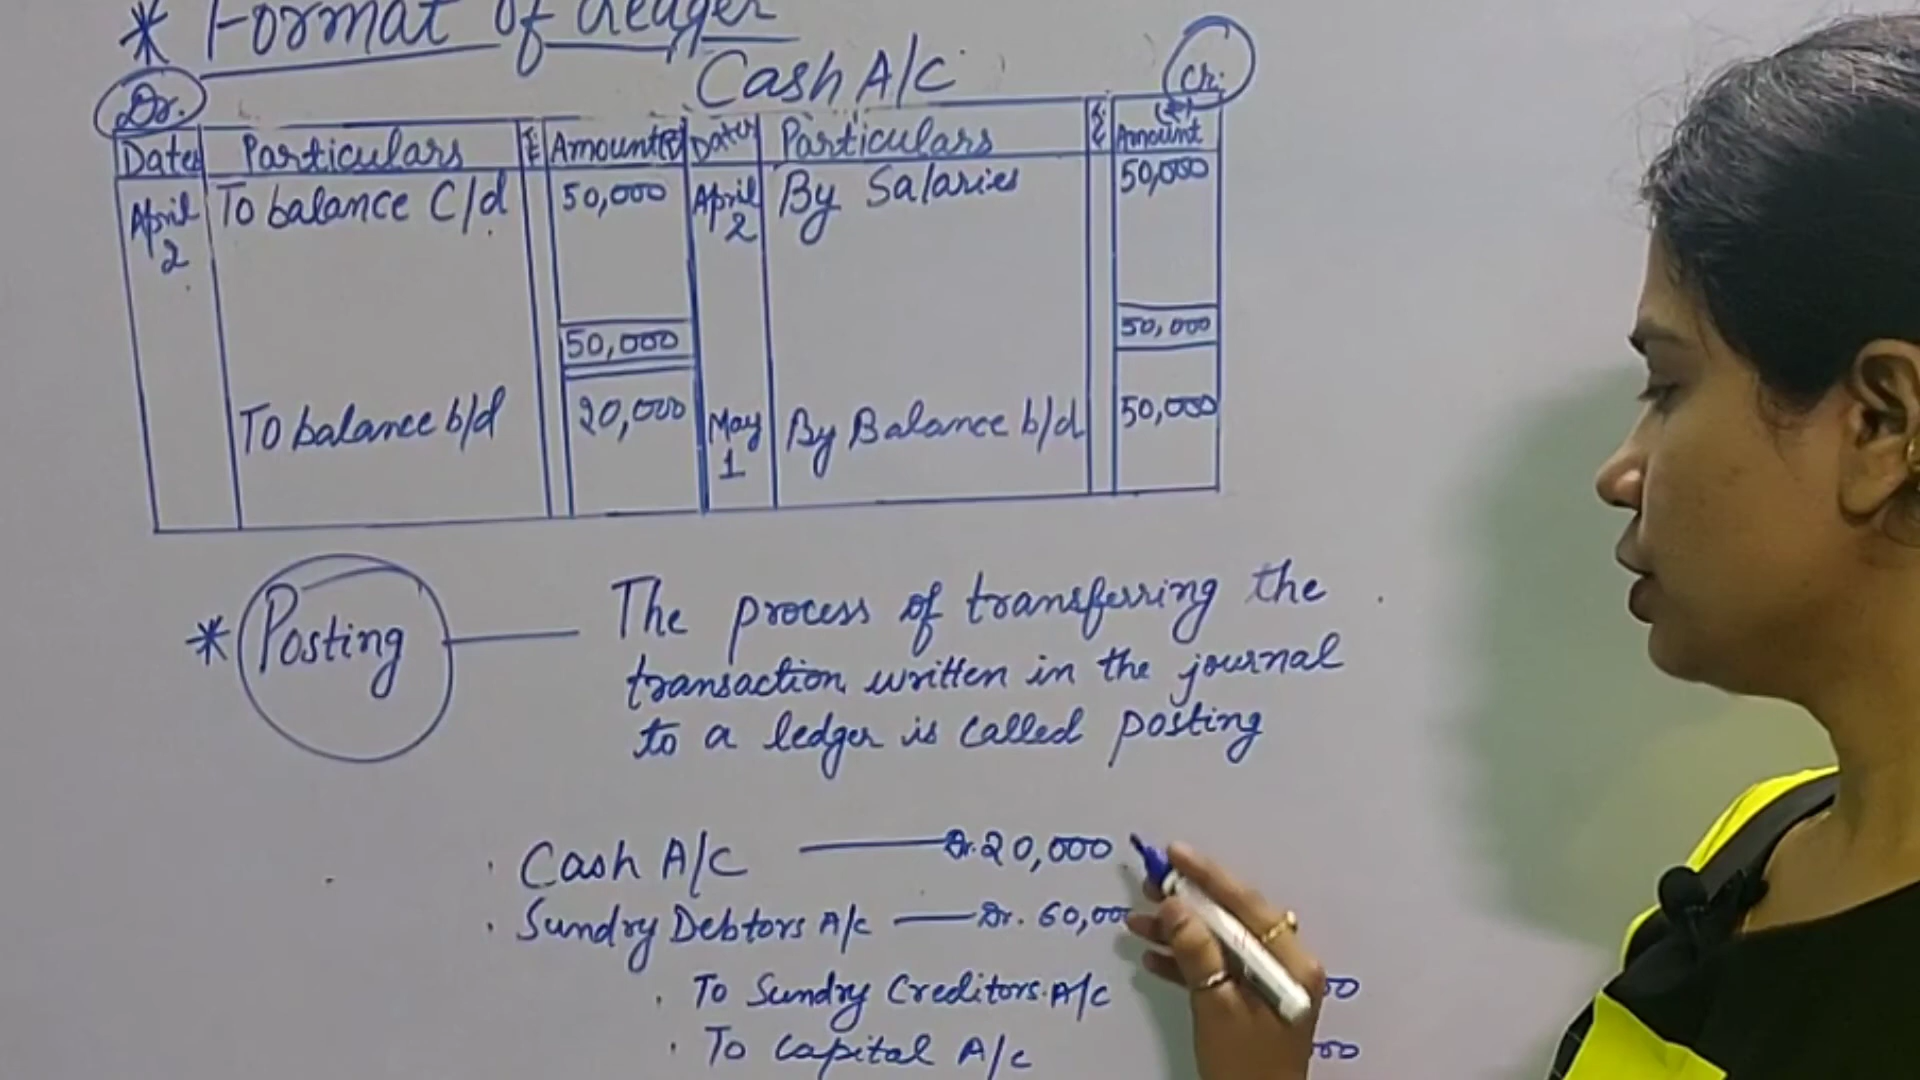 * Format of Ledger
Cash A/C
Dr.
Cr.
Date Particulars Amount(₹) Date Particulars Amount (₹)
April 2 To balance C/d 50,000 April 2 By Salaries 50,000
50,000 50,000
To balance b/d 20,000 May 1 By Balance b/d 50,000
* Posting — The process of transferring the
transaction written in the journal
to a ledger is called posting
· Cash A/C — Dr. 20,000
· Sundry Debtors A/c — Dr. 60,000
· To Sundry Creditors A/c
· To Capital A/c